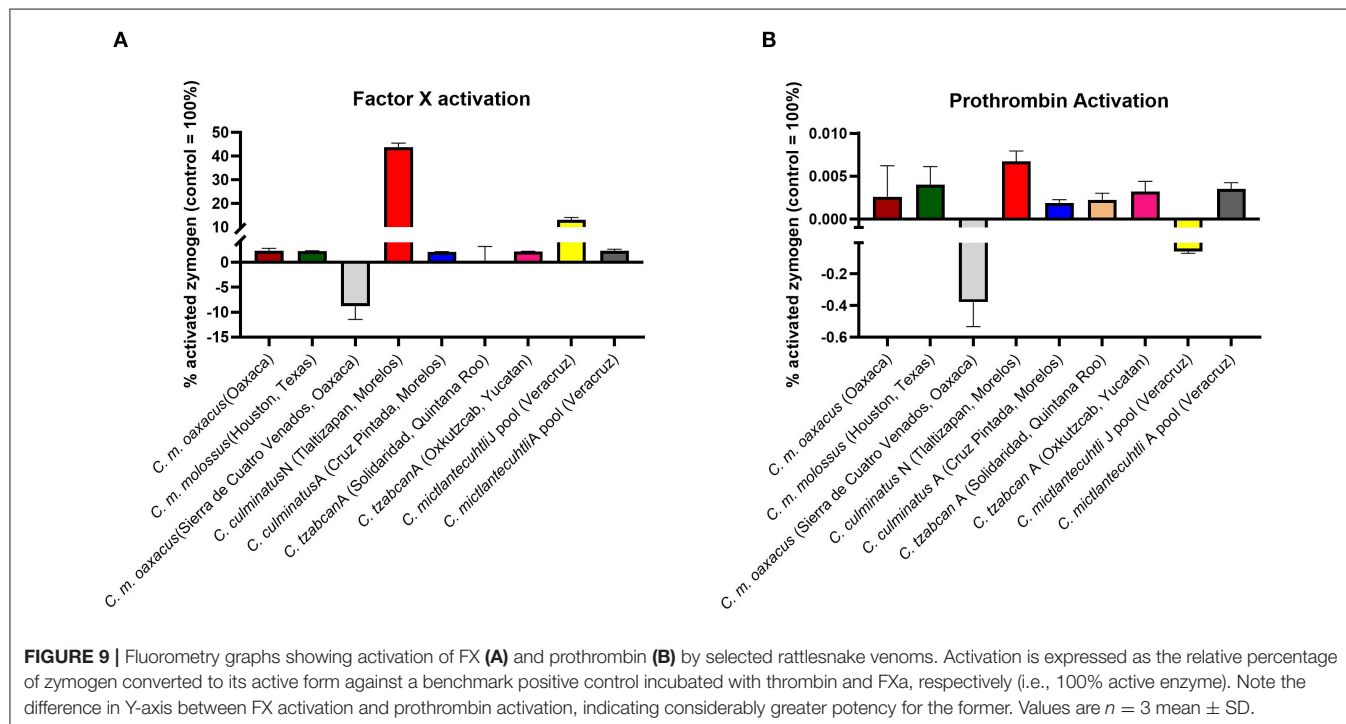 A
Factor X activation
% activated zymogen (control = 100%)
50
40
30
20
10
0
-5
-10
-15
C. m. oaxacus(Oaxaca)
C. m. molossus(Houston, Texas)
C. m. oaxacus(Sierra de Cuatro Venados, Oaxaca)
C. culminatusN (Tlaltizapan, Morelos)
C. culminatusA (Cruz Pintada, Morelos)
C. tzabcanA (Solidaridad, Quintana Roo)
C. tzabcanA (Oxkutzcab, Yucatan)
C. mictlantecuhtliJ pool (Veracruz)
C. mictlantecuhtliA pool (Veracruz)
B
Prothrombin Activation
% activated zymogen (control = 100%)
0.010
0.005
0.000
-0.2
-0.4
-0.6
C. m. oaxacus (Oaxaca)
C. m. molossus (Houston, Texas)
C. m. oaxacus (Sierra de Cuatro Venados, Oaxaca)
C. culminatus N (Tlaltizapan, Morelos)
C. culminatus A (Cruz Pintada, Morelos)
C. tzabcan A (Solidaridad, Quintana Roo)
C. tzabcan A (Oxkutzcab, Yucatan)
C. mictlantecuhtli J pool (Veracruz)
C. mictlantecuhtli A pool (Veracruz)
FIGURE 9 | Fluorometry graphs showing activation of FX (A) and prothrombin (B) by selected rattlesnake venoms. Activation is expressed as the relative percentage
of zymogen converted to its active form against a benchmark positive control incubated with thrombin and FXa, respectively (i.e., 100% active enzyme). Note the
difference in Y-axis between FX activation and prothrombin activation, indicating considerably greater potency for the former. Values are n = 3 mean ± SD.